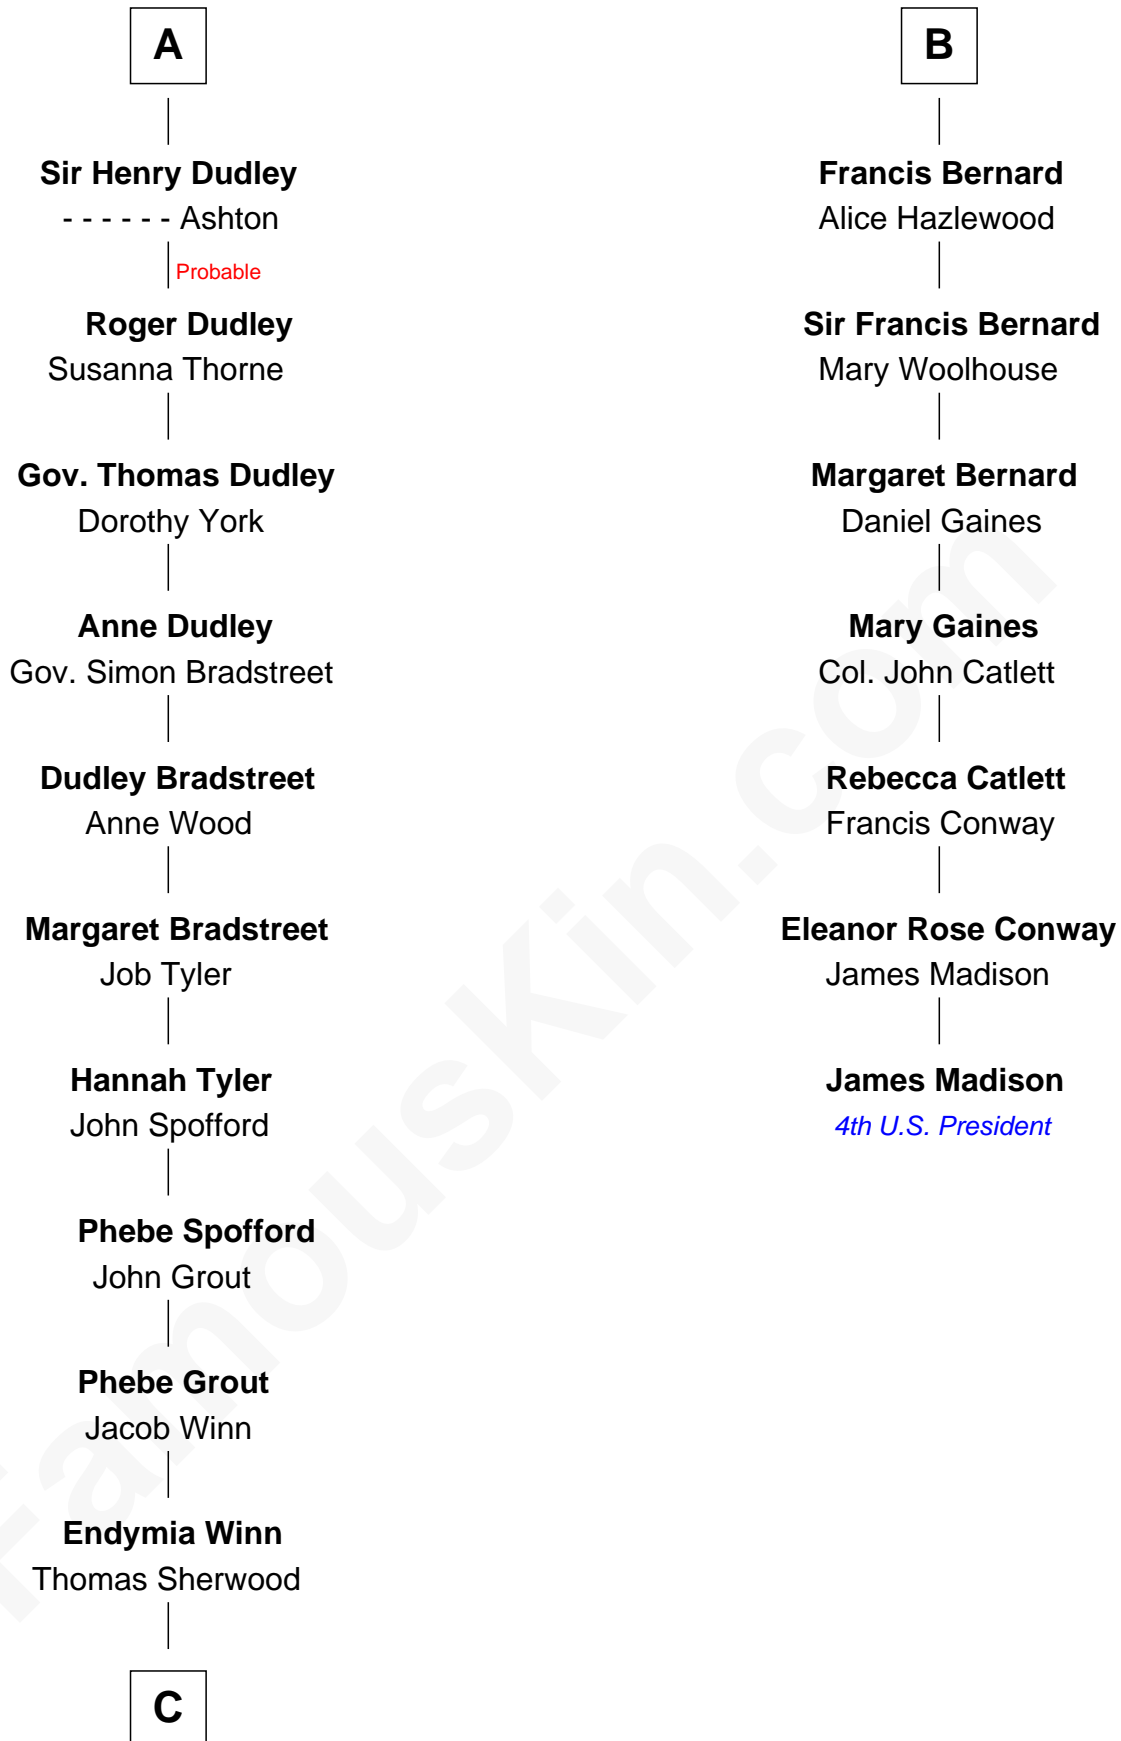 A
Sir Henry Dudley
- - - - - - Ashton
Probable
Roger Dudley
Susanna Thorne
Gov. Thomas Dudley
Dorothy York
Anne Dudley
Gov. Simon Bradstreet
Dudley Bradstreet
Anne Wood
Margaret Bradstreet
Job Tyler
Hannah Tyler
John Spofford
Phebe Spofford
John Grout
Phebe Grout
Jacob Winn
Endymia Winn
Thomas Sherwood
C
B
Francis Bernard
Alice Hazlewood
Sir Francis Bernard
Mary Woolhouse
Margaret Bernard
Daniel Gaines
Mary Gaines
Col. John Catlett
Rebecca Catlett
Francis Conway
Eleanor Rose Conway
James Madison
James Madison
4th U.S. President
FamousKin.com